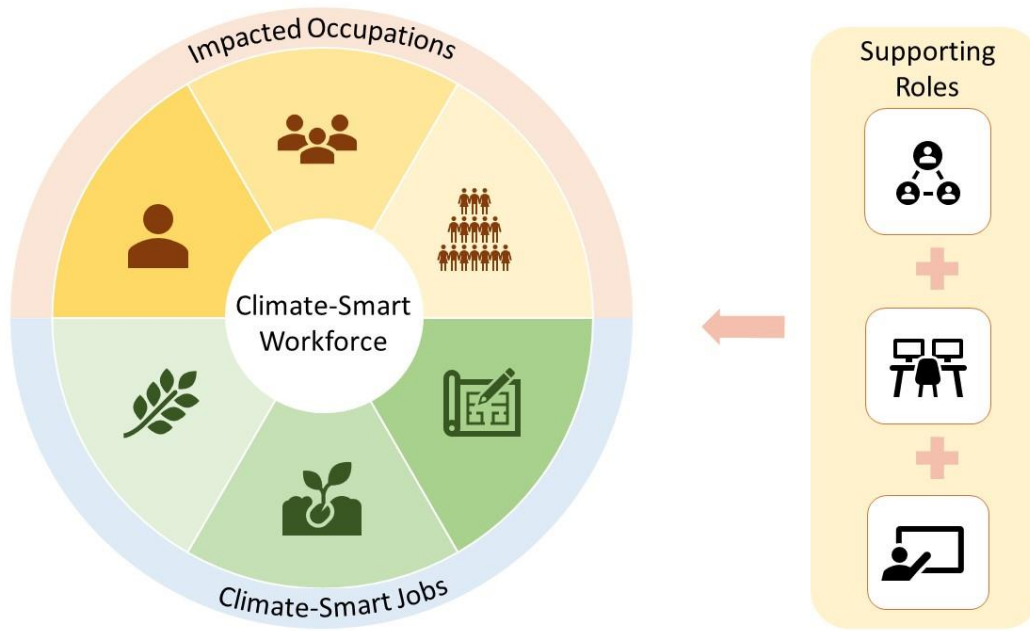 Impacted Occupations
Supporting
Roles
Climate-Smart
Workforce
Climate-Smart Jobs